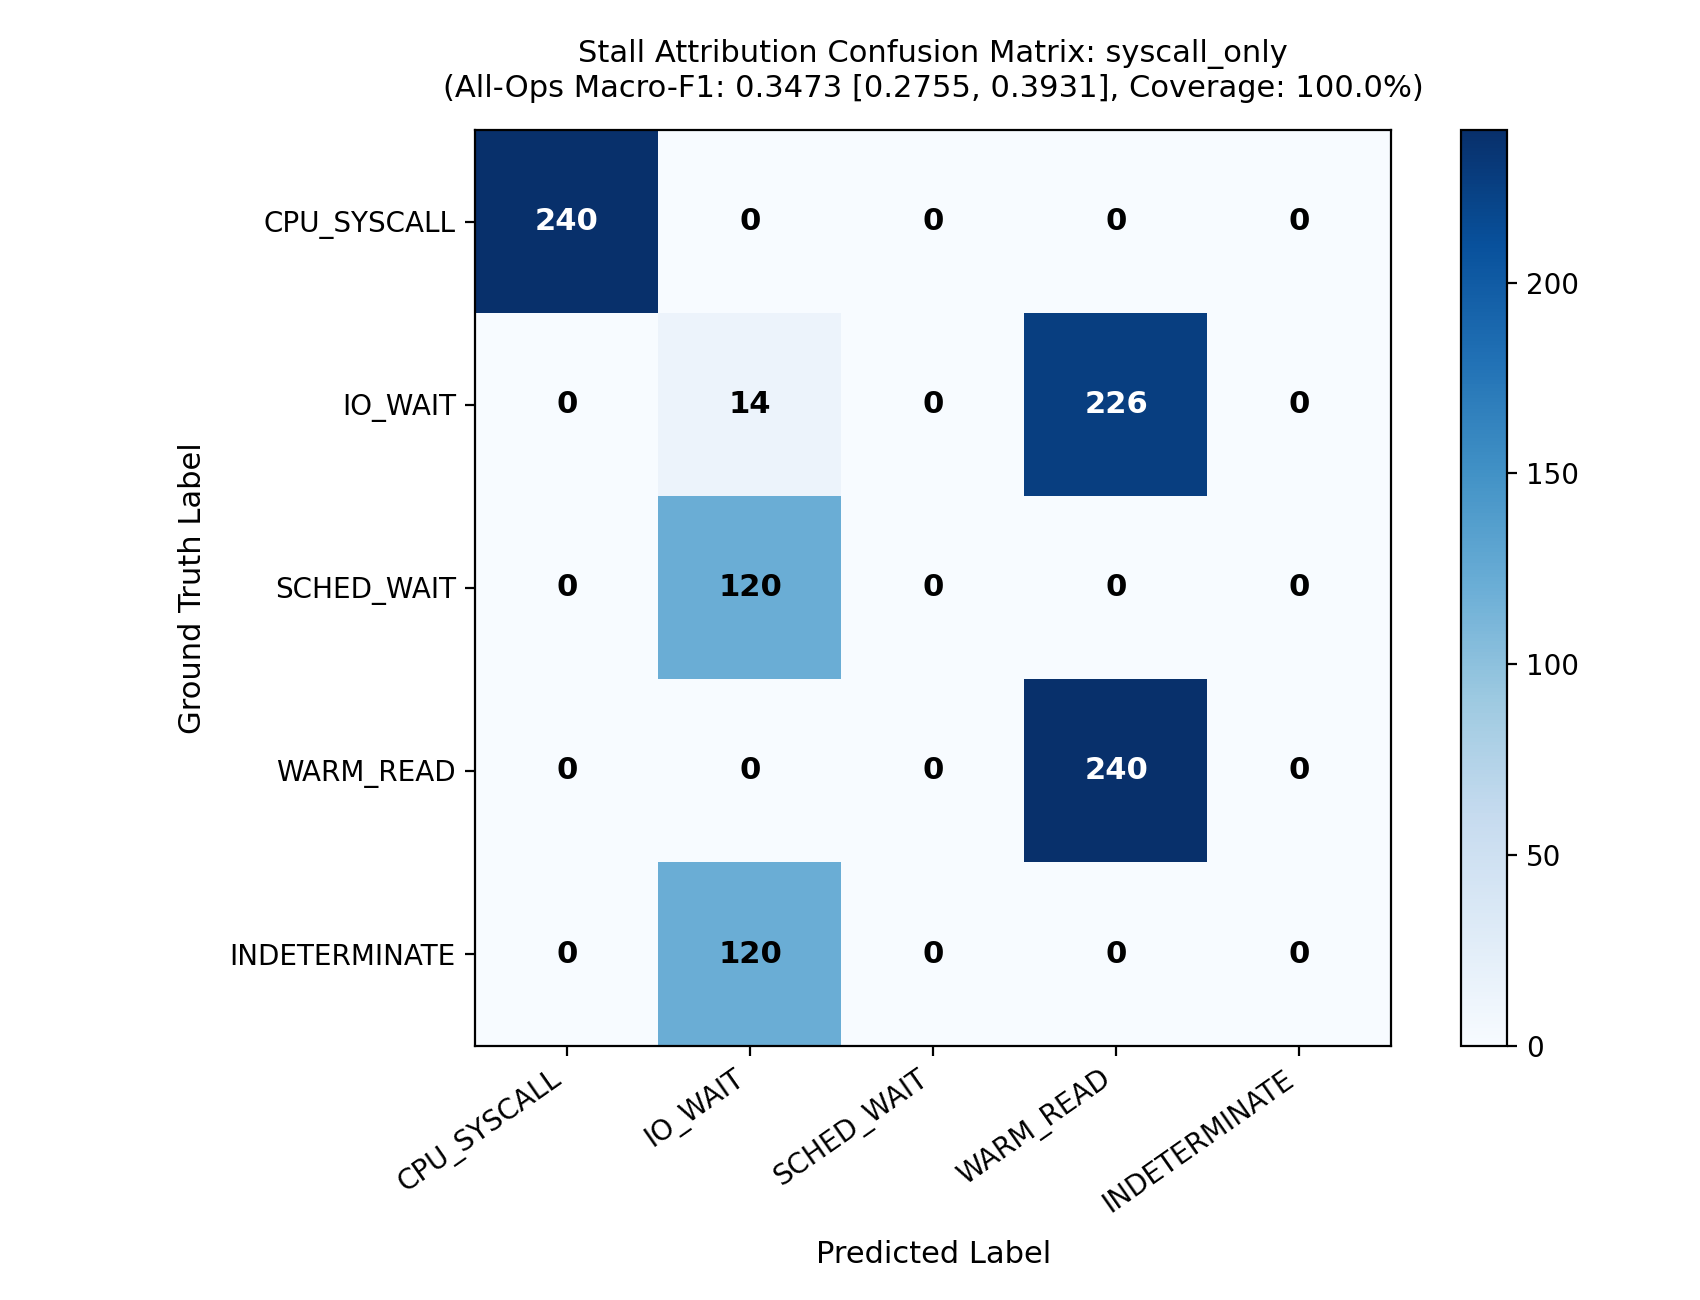 Stall Attribution Confusion Matrix: syscall_only
(All-Ops Macro-F1: 0.3473 [0.2755, 0.3931], Coverage: 100.0%)
CPU_SYSCALL 240 0 0 0 0
IO_WAIT 0 14 0 226 0
SCHED_WAIT 0 120 0 0 0
WARM_READ 0 0 0 240 0
INDETERMINATE 0 120 0 0 0
Ground Truth Label
CPU_SYSCALL IO_WAIT SCHED_WAIT WARM_READ INDETERMINATE
Predicted Label
200
150
100
50
0